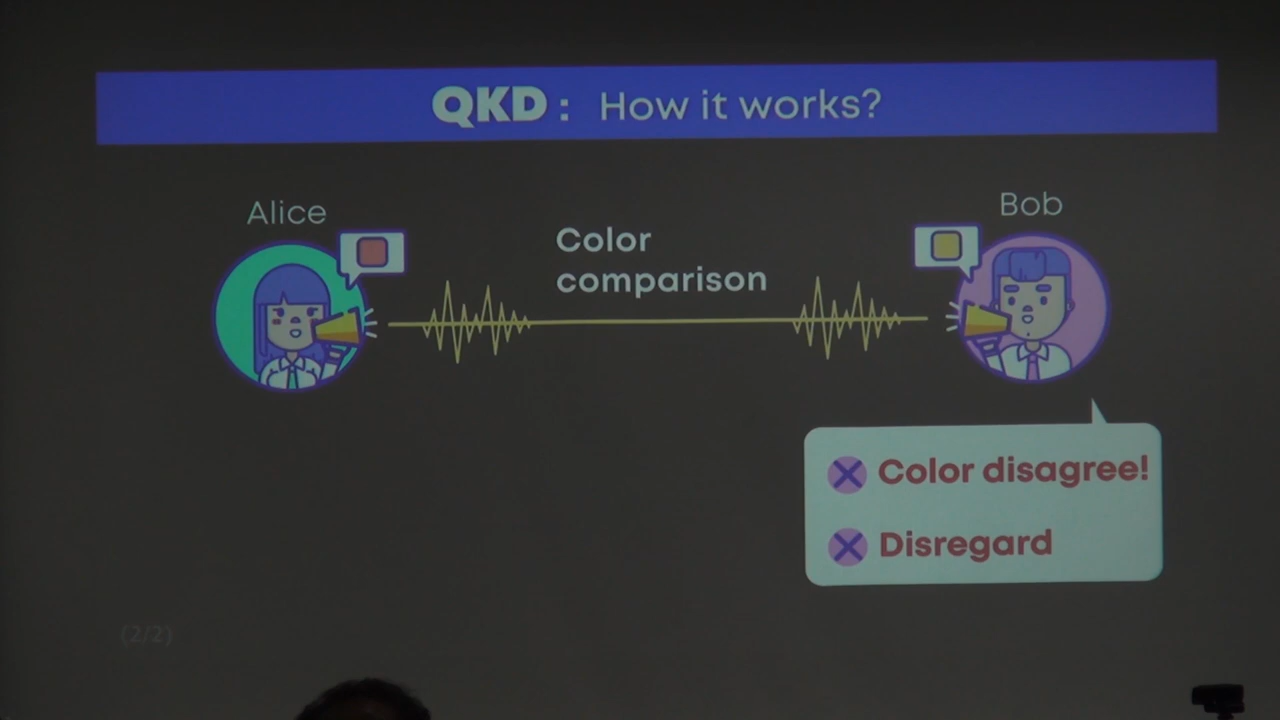 QKD : How it works?
Alice
Bob
Color
comparison
Color disagree!
Disregard
(2/2)